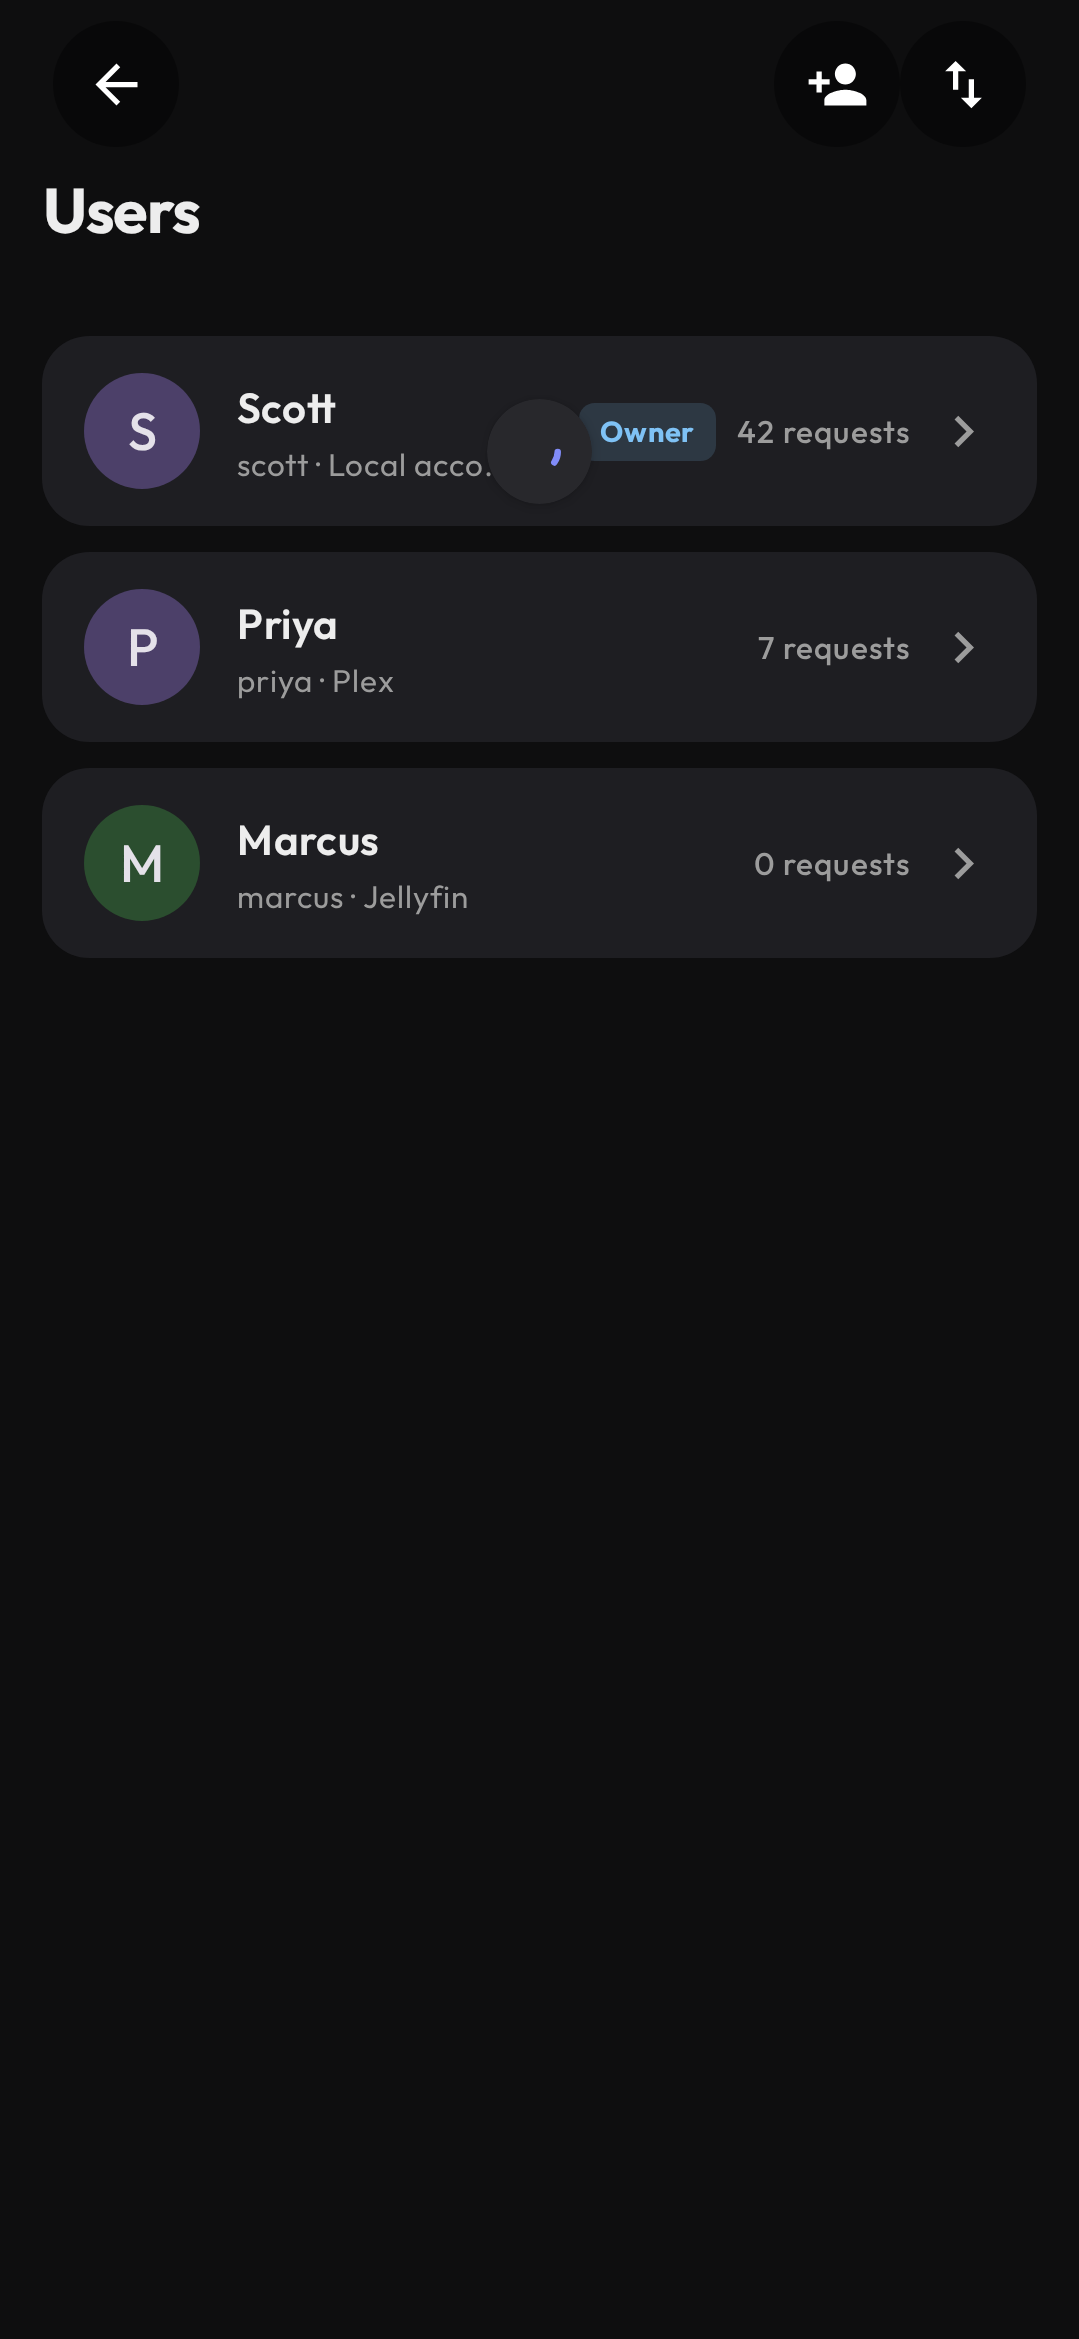 Users
S
Scott
scott · Local acco.
Owner
42 requests
P
Priya
priya · Plex
7 requests
M
Marcus
marcus · Jellyfin
0 requests